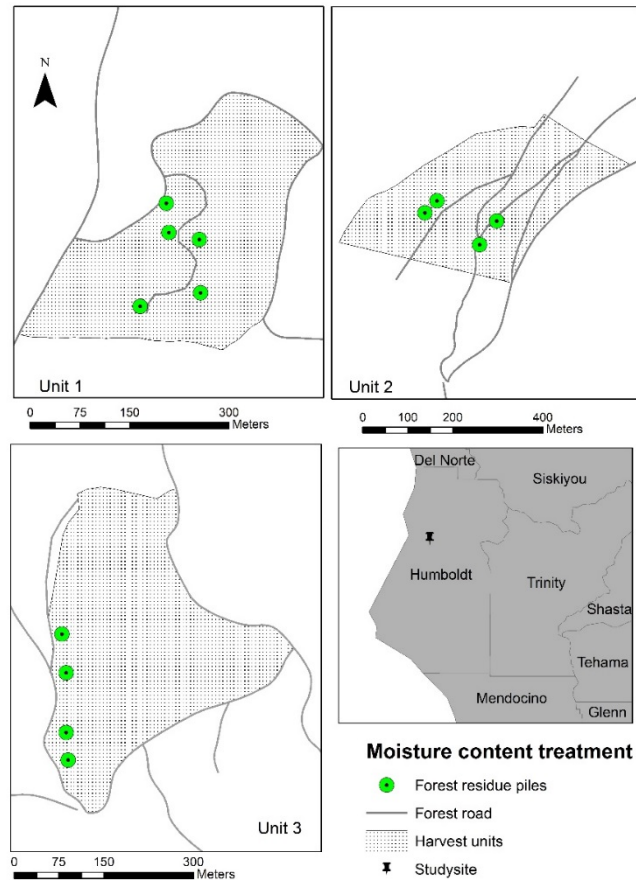 N
Unit 1
0 75 150 300
Meters
Unit 2
0 100 200 400
Meters
Unit 3
0 75 150 300
Meters
Del Norte
Siskiyou
Humboldt
Trinity
Shasta
Tehama
Mendocino
Glenn
Moisture content treatment
Forest residue piles
Forest road
Harvest units
Studysite